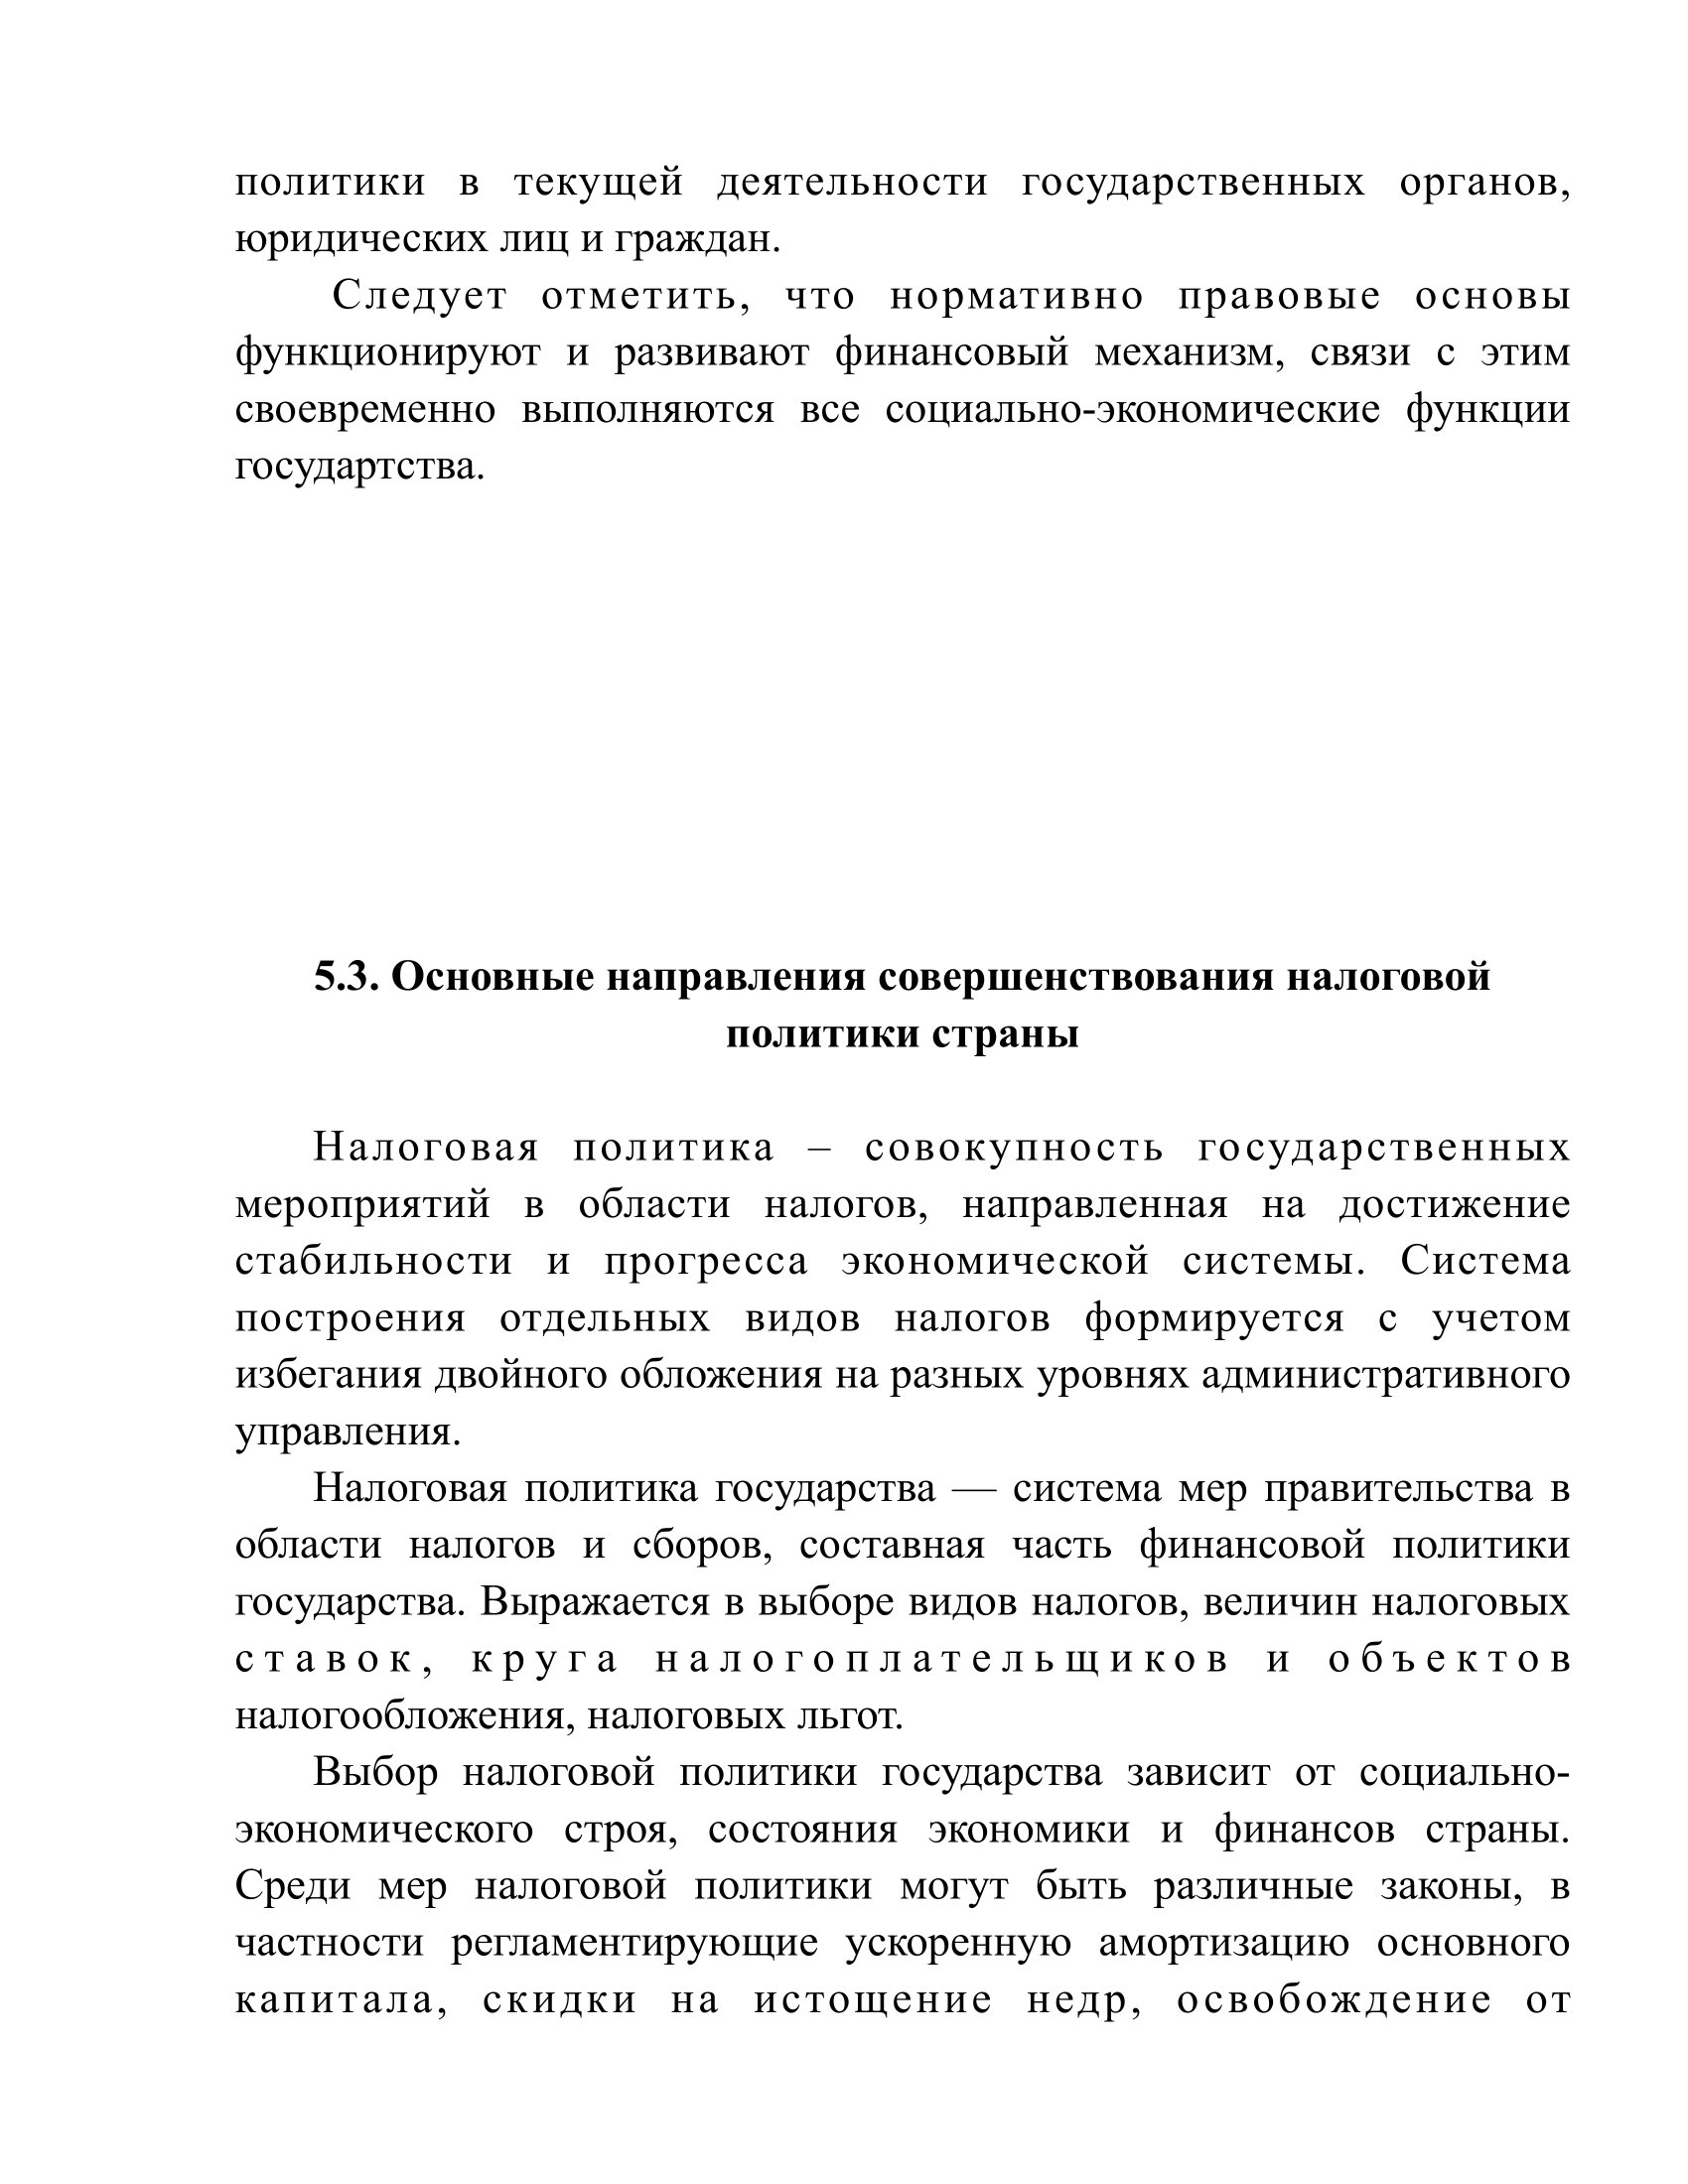 политики в текущей деятельности государственных органов,
юридических лиц и граждан.
Следует отметить, что нормативно правовые основы
функционируют и развивают финансовый механизм, связи с этим
своевременно выполняются все социально-экономические функции
государтства.
5.3. Основные направления совершенствования налоговой
политики страны
Налоговая политика – совокупность государственных
мероприятий в области налогов, направленная на достижение
стабильности и прогресса экономической системы. Система
построения отдельных видов налогов формируется с учетом
избегания двойного обложения на разных уровнях административного
управления.
Налоговая политика государства — система мер правительства в
области налогов и сборов, составная часть финансовой политики
государства. Выражается в выборе видов налогов, величин налоговых
ставок, круга налогоплательщиков и объектов
налогообложения, налоговых льгот.
Выбор налоговой политики государства зависит от социально-
экономического строя, состояния экономики и финансов страны.
Среди мер налоговой политики могут быть различные законы, в
частности регламентирующие ускоренную амортизацию основного
капитала, скидки на истощение недр, освобождение от